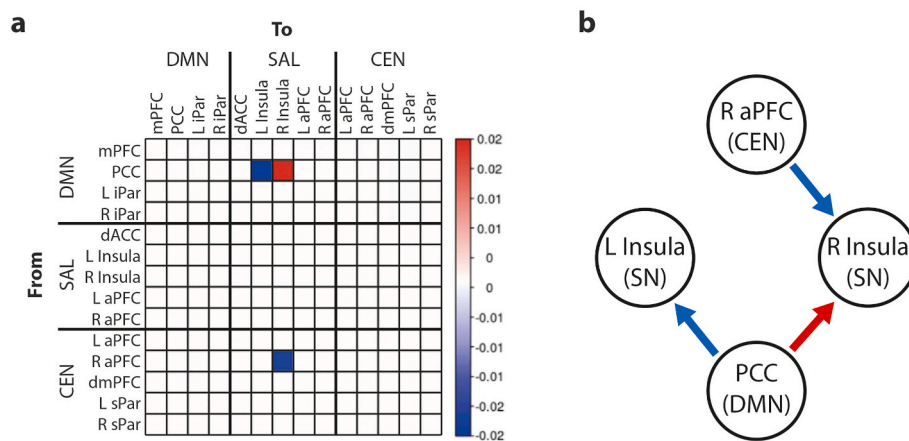 a
To
DMN SAL CEN
mPFC PCC L iPar R iPar dACC L Insula R Insula L aPFC R aPFC L aPFC R aPFC dmPFC L sPar R sPar
From
DMN
mPFC
PCC
L iPar
R iPar
SAL
dACC
L Insula
R Insula
L aPFC
R aPFC
CEN
L aPFC
R aPFC
dmPFC
L sPar
R sPar
0.02
0.02
0.01
0.01
0
0
-0.01
-0.01
-0.02
-0.02
b
R aPFC
(CEN)
L Insula
(SN)
R Insula
(SN)
PCC
(DMN)